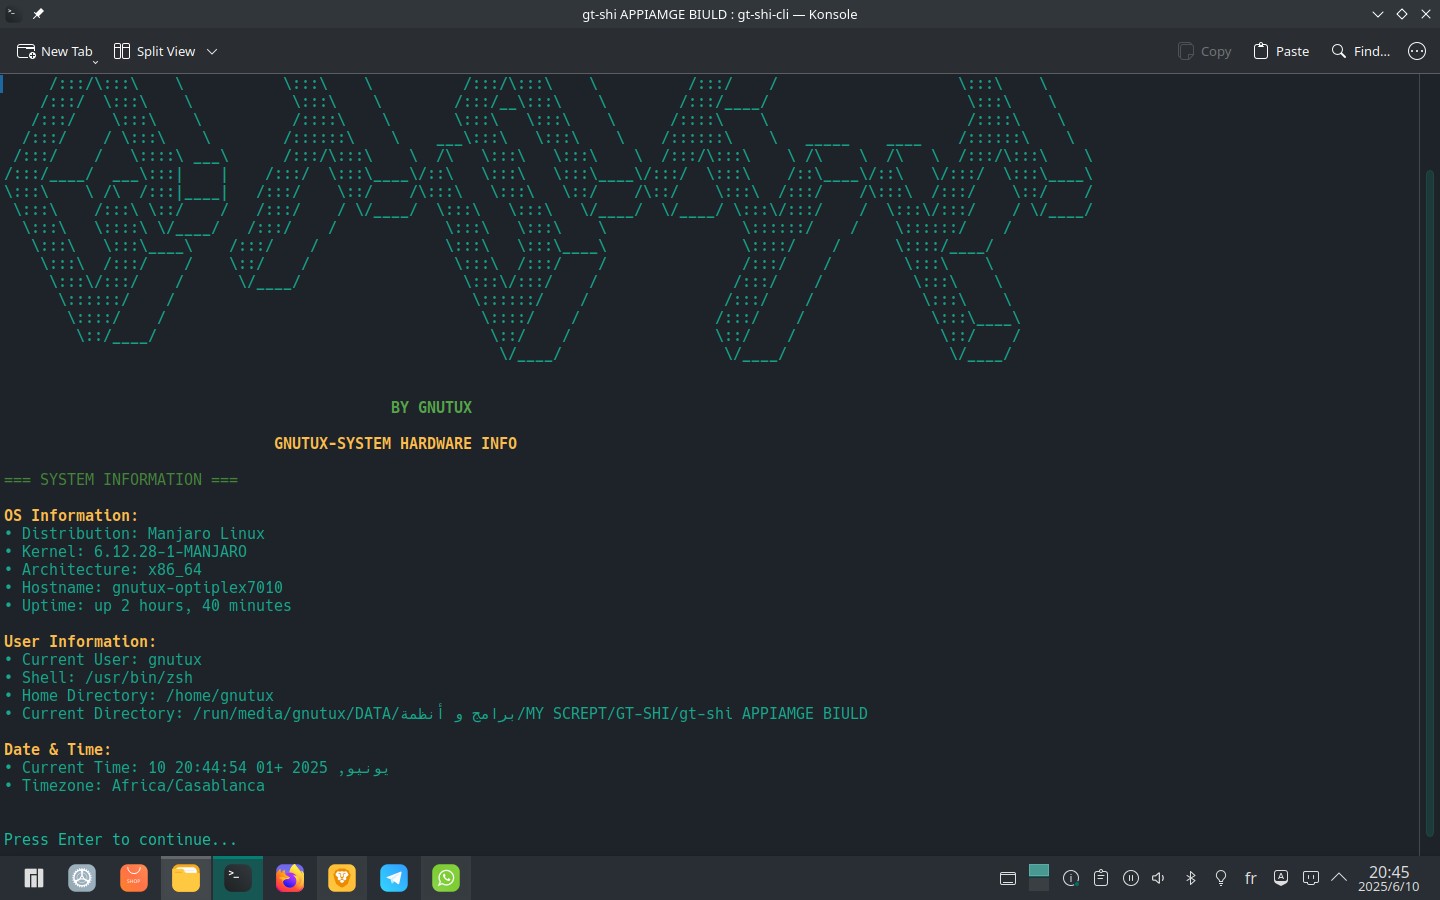 gt-shi APPIAMGE BIULD : gt-shi-cli — Konsole
New Tab
Split View
Copy
Paste
Find...
BY GNUTUX
GNUTUX-SYSTEM HARDWARE INFO
=== SYSTEM INFORMATION ===
OS Information:
• Distribution: Manjaro Linux
• Kernel: 6.12.28-1-MANJARO
• Architecture: x86_64
• Hostname: gnutux-optiplex7010
• Uptime: up 2 hours, 40 minutes
User Information:
• Current User: gnutux
• Shell: /usr/bin/zsh
• Home Directory: /home/gnutux
• Current Directory: /run/media/gnutux/DATA/برامج و أنظمة/MY SCREPT/GT-SHI/gt-shi APPIAMGE BIULD
Date & Time:
• Current Time: 10 يونيو, 2025 20:44:54 +01
• Timezone: Africa/Casablanca
Press Enter to continue...
SHOP
fr
20:45
2025/6/10